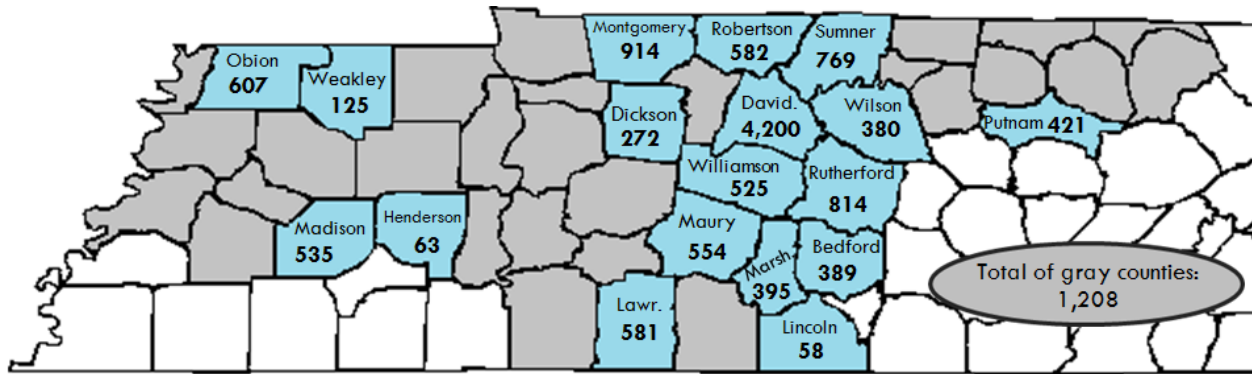 Montgomery
914
Robertson
582
Sumner
769
Obion
607
Weakley
125
Dickson
272
David.
4,200
Wilson
380
Putnam 421
Williamson
525
Rutherford
814
Madison
535
Henderson
63
Maury
554
Marsh.
395
Bedford
389
Total of gray counties:
1,208
Lawr.
581
Lincoln
58